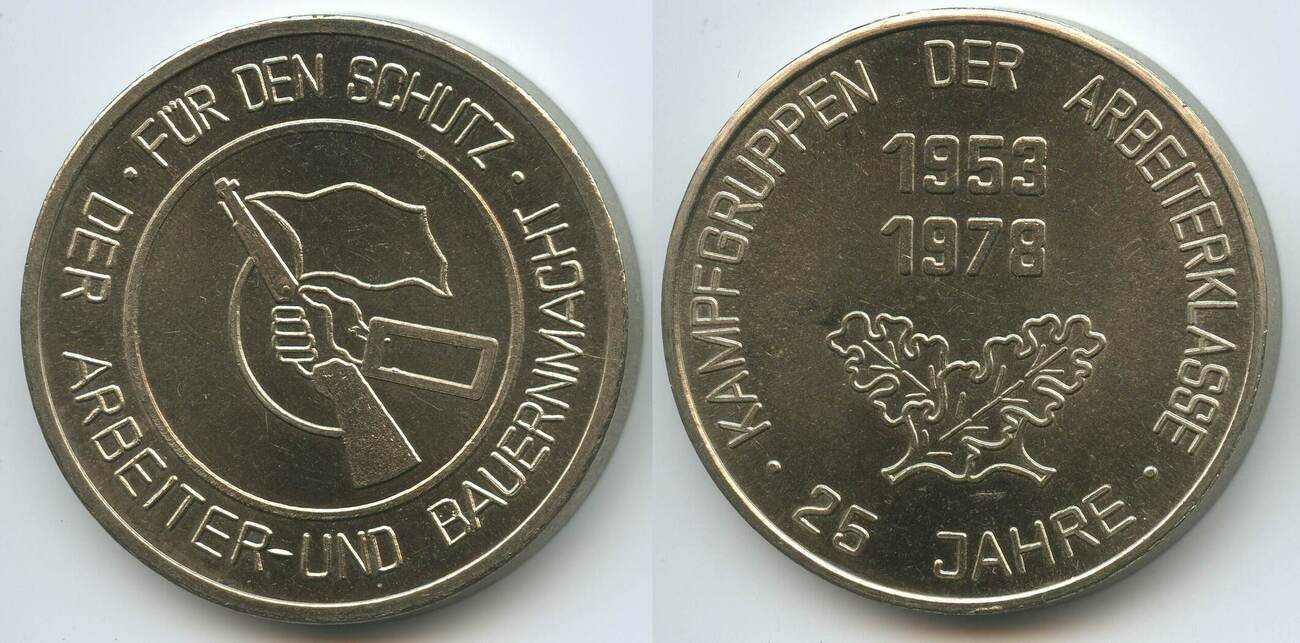 · FÜR DEN SCHUTZ ·
DER ARBEITER-UND BAUERNMACHT
KAMPFGRUPPEN DER ARBEITERKLASSE
1953
1978
· 25 JAHRE ·